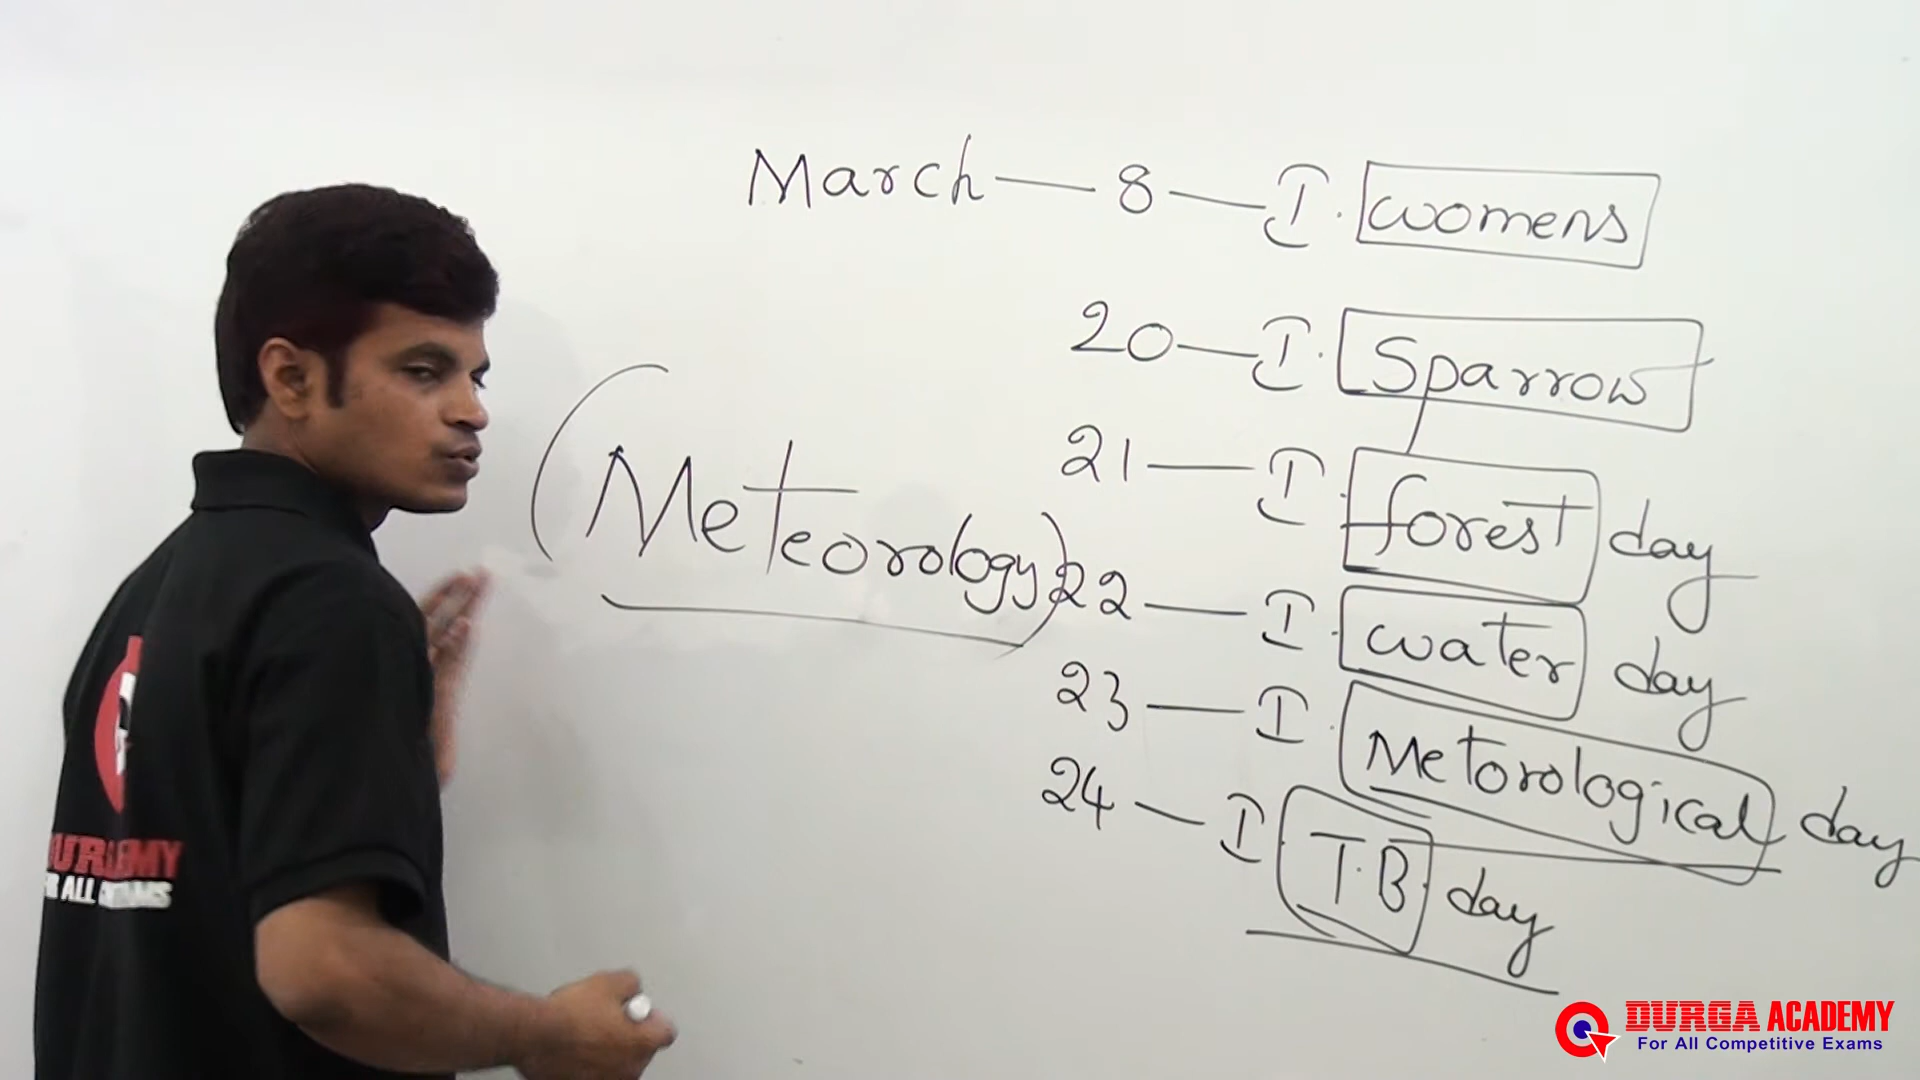 March — 8 — I. womens
20 — I. Sparrow
21 — I. forest day
(Meteorology)
22 — I. water day
23 — I. Metorological day
24 — I. T.B. day
DURGA ACADEMY
For All Competitive Exams